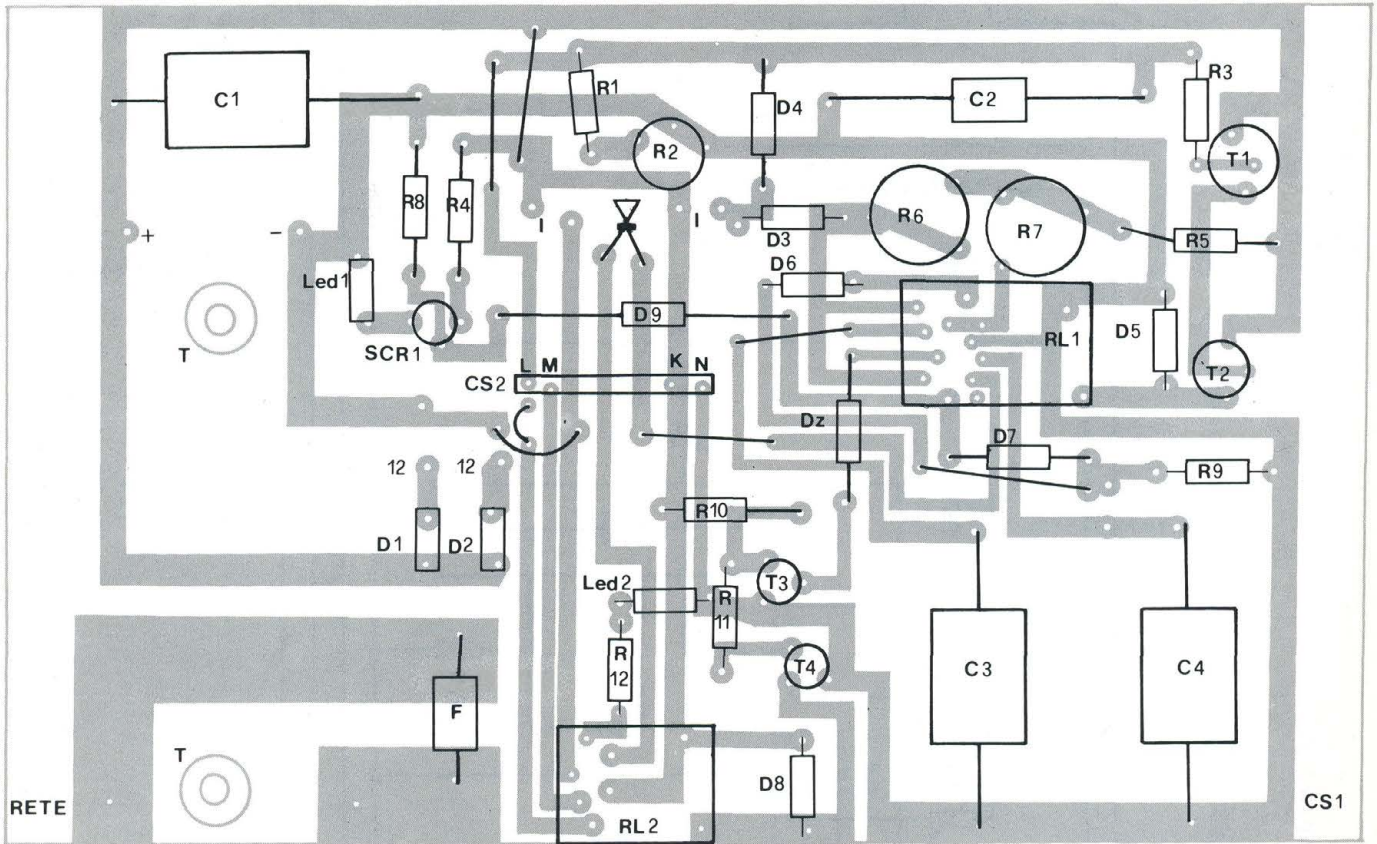 C1
R1
D4
C2
R3
R2
T1
R8
R4
I
I
R6
R7
+
-
D3
R5
D6
Led1
D9
D5
RL1
T
SCR1
L M K N
CS2
T2
Dz
D7
12 12
R9
R10
D1 D2
Led2
T3
R
11
R
12
T4
C3
C4
F
T
D8
RETE
RL2
CS1